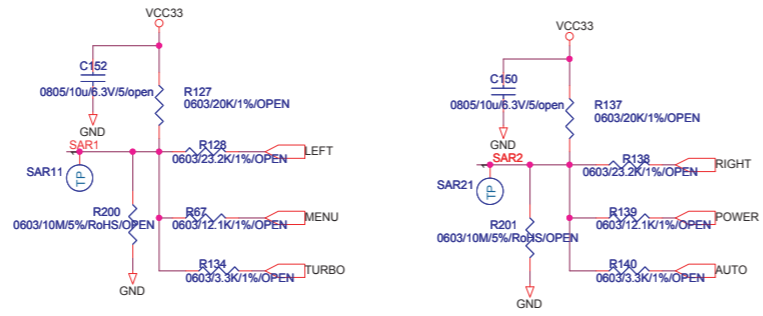 VCC33
C152
0805/10u/6.3V/5/open
R127
0603/20K/1%/OPEN
GND
SAR1
R128
0603/23.2K/1%/OPEN
LEFT
SAR11
TP
R200
0603/10M/5%/RoHS/OPEN
R67
0603/12.1K/1%/OPEN
MENU
R134
0603/3.3K/1%/OPEN
TURBO
GND
VCC33
C150
0805/10u/6.3V/5/open
R137
0603/20K/1%/OPEN
GND
SAR2
R138
0603/23.2K/1%/OPEN
RIGHT
SAR21
TP
R201
0603/10M/5%/RoHS/OPEN
R139
0603/12.1K/1%/OPEN
POWER
R140
0603/3.3K/1%/OPEN
AUTO
GND